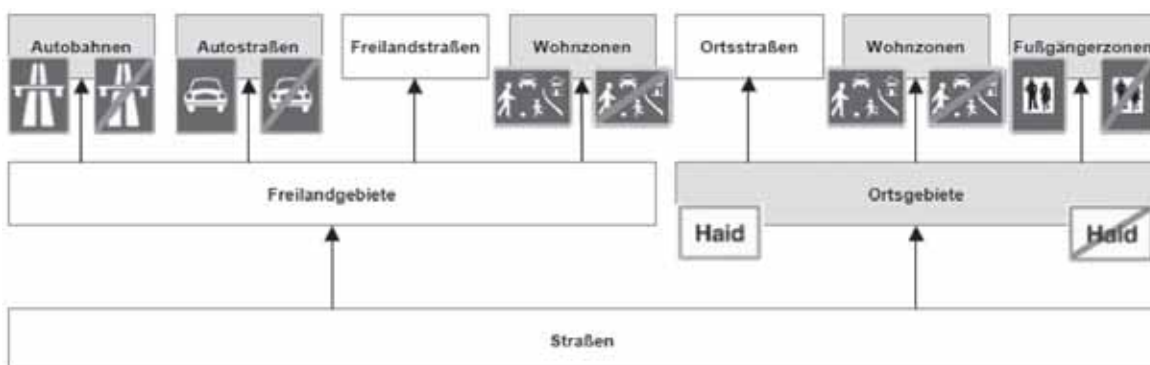 Autobahnen
Autostraßen
Freilandstraßen
Wohnzonen
Ortsstraßen
Wohnzonen
Fußgängerzonen
Freilandgebiete
Ortsgebiete
Haid
Haid
Straßen